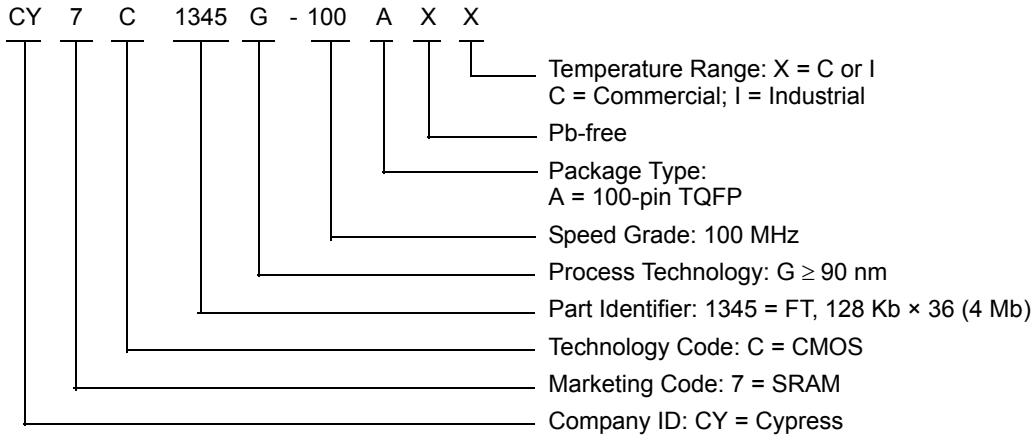 CY 7 C 1345 G - 100 A X X
Temperature Range: X = C or I
C = Commercial; I = Industrial
Pb-free
Package Type:
A = 100-pin TQFP
Speed Grade: 100 MHz
Process Technology: G ≥ 90 nm
Part Identifier: 1345 = FT, 128 Kb × 36 (4 Mb)
Technology Code: C = CMOS
Marketing Code: 7 = SRAM
Company ID: CY = Cypress